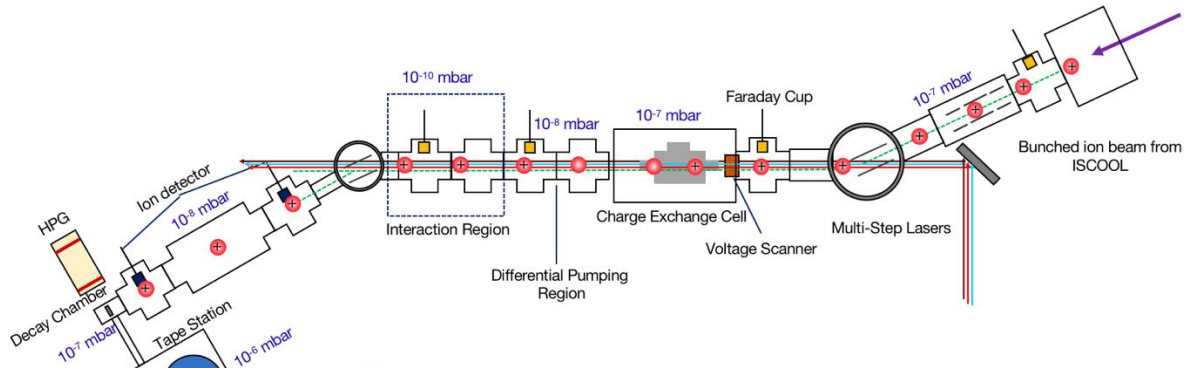 10⁻¹⁰ mbar
Faraday Cup
10⁻⁷ mbar
10⁻⁸ mbar
10⁻⁷ mbar
Bunched ion beam from
ISCOOL
Ion detector
10⁻⁸ mbar
HPG
Interaction Region
Charge Exchange Cell
Voltage Scanner
Multi-Step Lasers
Differential Pumping
Region
Decay Chamber
10⁻⁷ mbar
Tape Station
10⁻⁶ mbar